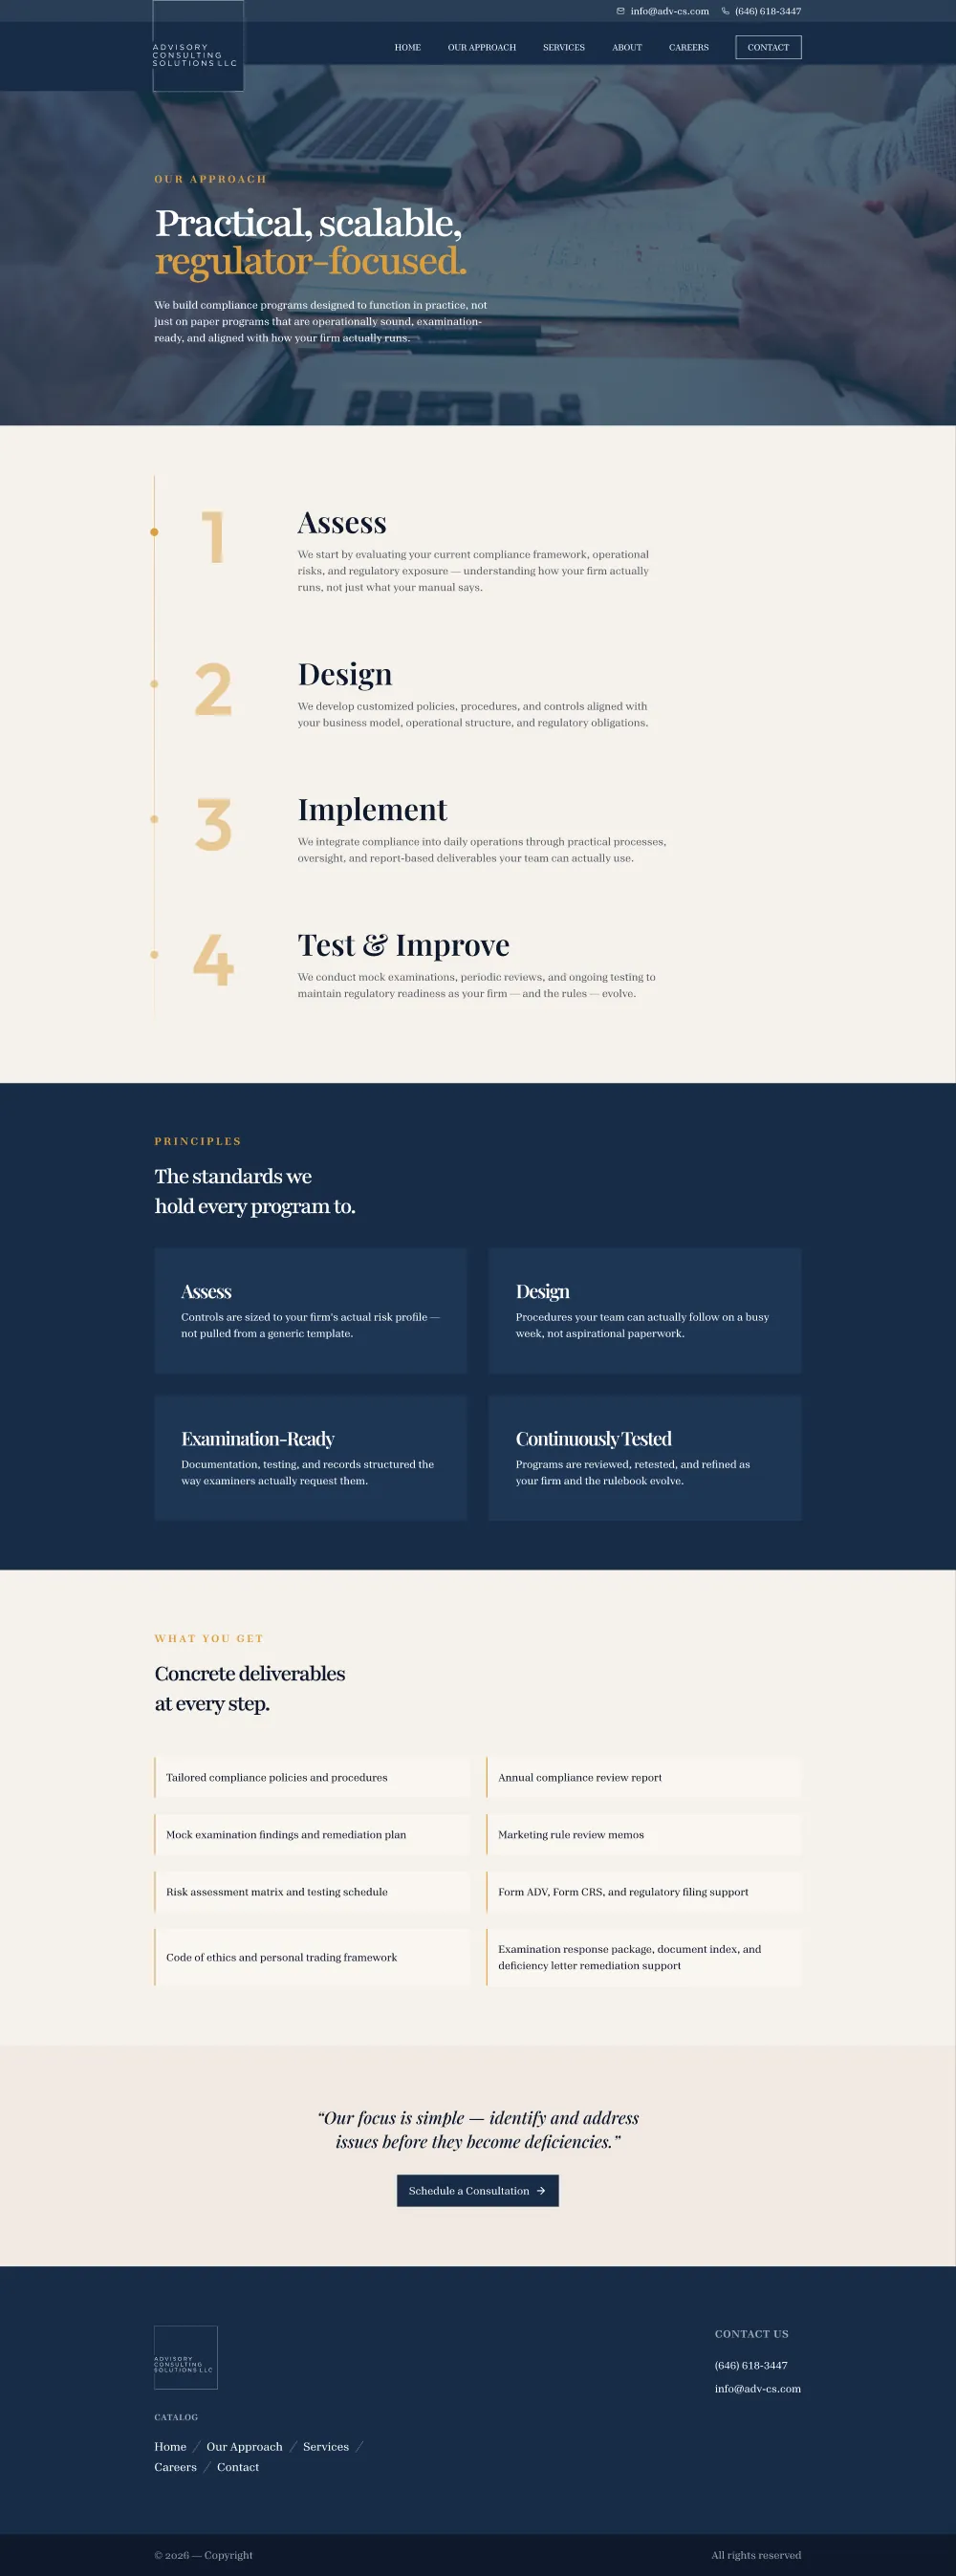 info@adv-cs.com (646) 618-3447
ADVISORY
CONSULTING
SOLUTIONS LLC
HOME OUR APPROACH SERVICES ABOUT CAREERS CONTACT
OUR APPROACH
Practical, scalable,
regulator-focused.
We build compliance programs designed to function in practice, not
just on paper programs that are operationally sound, examination-
ready, and aligned with how your firm actually runs.
1
Assess
We start by evaluating your current compliance framework, operational
risks, and regulatory exposure — understanding how your firm actually
runs, not just what your manual says.
2
Design
We develop customized policies, procedures, and controls aligned with
your business model, operational structure, and regulatory obligations.
3
Implement
We integrate compliance into daily operations through practical processes,
oversight, and report-based deliverables your team can actually use.
4
Test & Improve
We conduct mock examinations, periodic reviews, and ongoing testing to
maintain regulatory readiness as your firm — and the rules — evolve.
PRINCIPLES
The standards we
hold every program to.
Assess
Controls are sized to your firm's actual risk profile —
not pulled from a generic template.
Design
Procedures your team can actually follow on a busy
week, not aspirational paperwork.
Examination-Ready
Documentation, testing, and records structured the
way examiners actually request them.
Continuously Tested
Programs are reviewed, retested, and refined as
your firm and the rulebook evolve.
WHAT YOU GET
Concrete deliverables
at every step.
Tailored compliance policies and procedures
Annual compliance review report
Mock examination findings and remediation plan
Marketing rule review memos
Risk assessment matrix and testing schedule
Form ADV, Form CRS, and regulatory filing support
Code of ethics and personal trading framework
Examination response package, document index, and
deficiency letter remediation support
“Our focus is simple — identify and address
issues before they become deficiencies.”
Schedule a Consultation →
ADVISORY
CONSULTING
SOLUTIONS LLC
CATALOG
Home / Our Approach / Services /
Careers / Contact
CONTACT US
(646) 618-3447
info@adv-cs.com
© 2026 — Copyright
All rights reserved